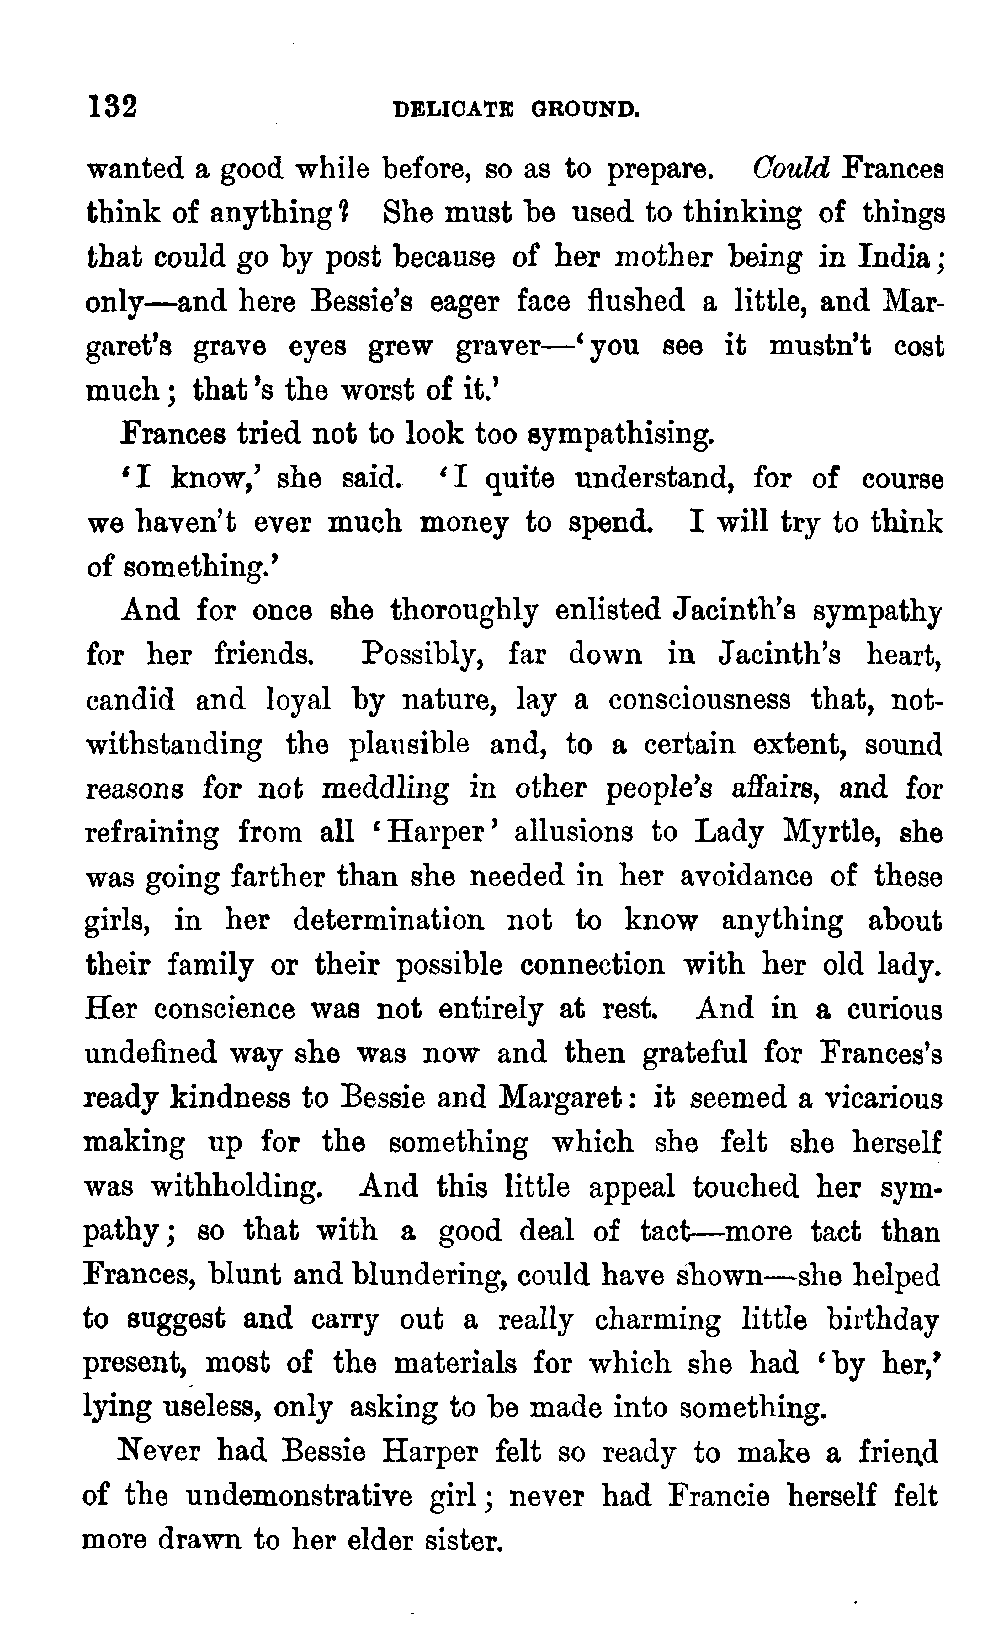 132 DELICATE GROUND.
wanted a good while before, so as to prepare. Could Frances
think of anything? She must be used to thinking of things
that could go by post because of her mother being in India;
only—and here Bessie's eager face flushed a little, and Mar-
garet's grave eyes grew graver—'you see it mustn't cost
much; that's the worst of it.'
Frances tried not to look too sympathising.
'I know,' she said. 'I quite understand, for of course
we haven't ever much money to spend. I will try to think
of something.'
And for once she thoroughly enlisted Jacinth's sympathy
for her friends. Possibly, far down in Jacinth's heart,
candid and loyal by nature, lay a consciousness that, not-
withstanding the plausible and, to a certain extent, sound
reasons for not meddling in other people's affairs, and for
refraining from all 'Harper' allusions to Lady Myrtle, she
was going farther than she needed in her avoidance of these
girls, in her determination not to know anything about
their family or their possible connection with her old lady.
Her conscience was not entirely at rest. And in a curious
undefined way she was now and then grateful for Frances's
ready kindness to Bessie and Margaret: it seemed a vicarious
making up for the something which she felt she herself
was withholding. And this little appeal touched her sym-
pathy; so that with a good deal of tact—more tact than
Frances, blunt and blundering, could have shown—she helped
to suggest and carry out a really charming little birthday
present, most of the materials for which she had 'by her,'
lying useless, only asking to be made into something.
Never had Bessie Harper felt so ready to make a friend
of the undemonstrative girl; never had Francie herself felt
more drawn to her elder sister.